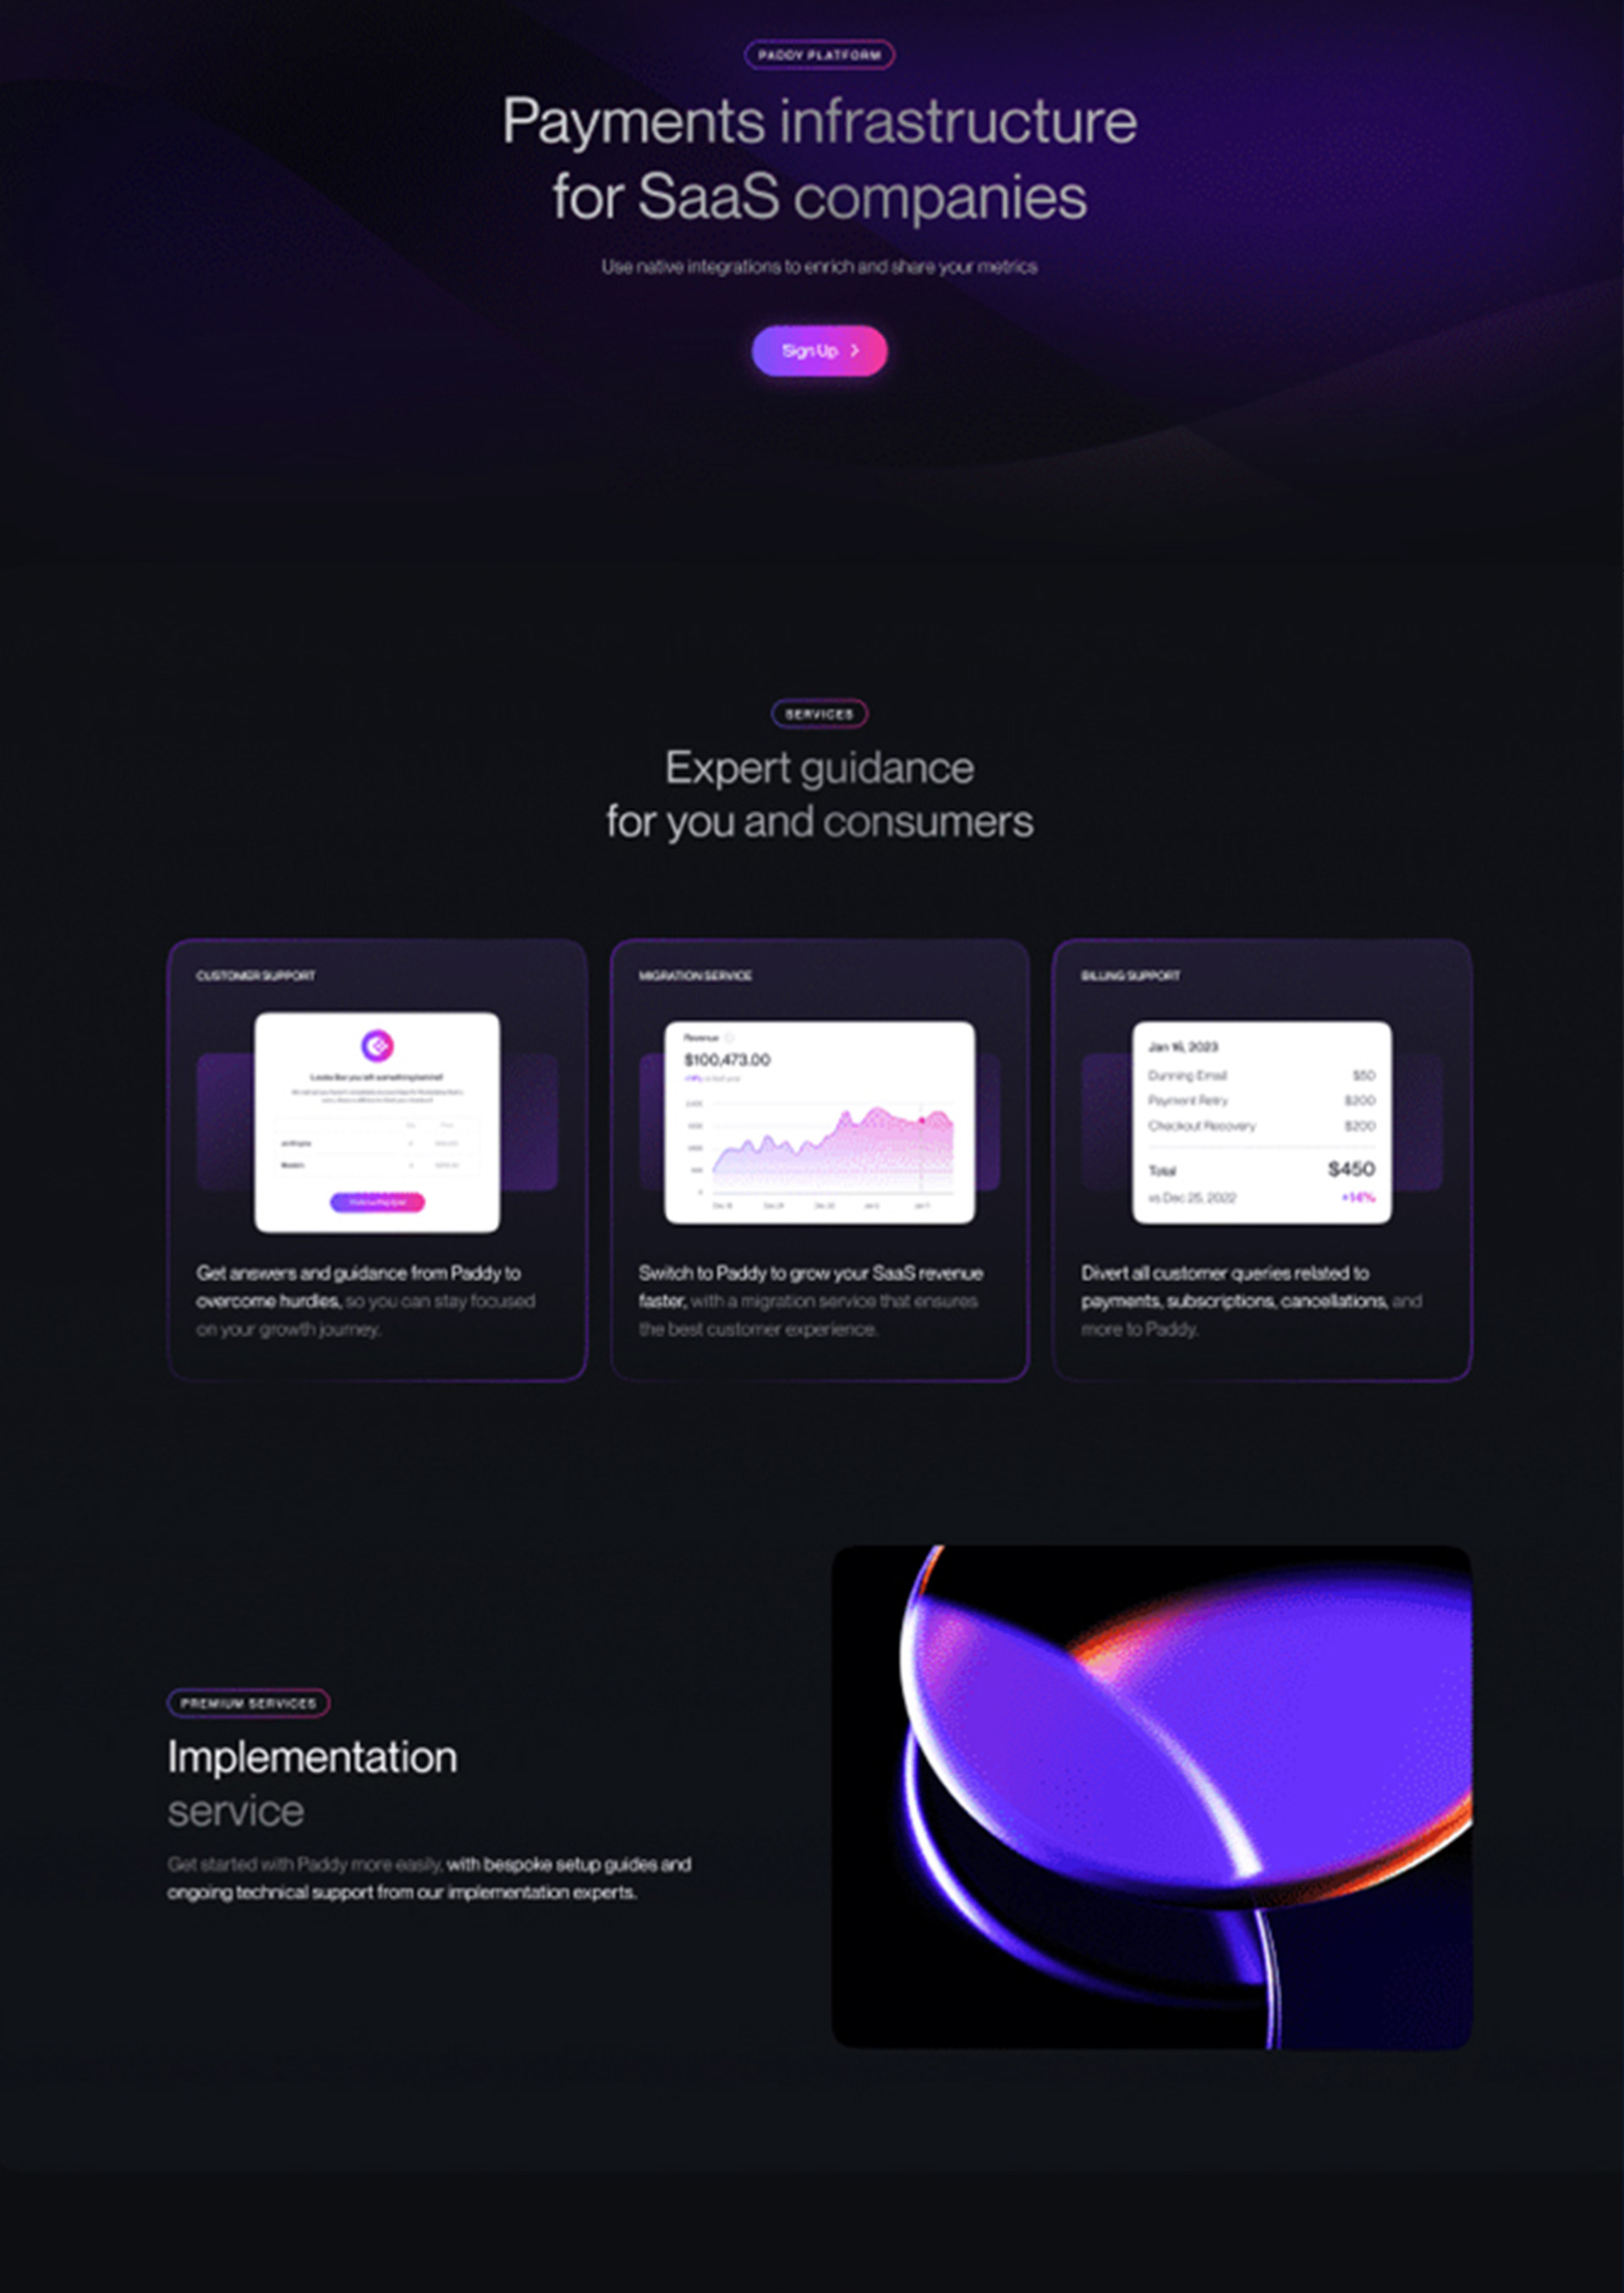 PADDY PLATFORM
Payments infrastructure
for SaaS companies
Use native integrations to enrich and share your metrics
Sign Up
SERVICES
Expert guidance
for you and consumers
CUSTOMER SUPPORT
Looks like you left something behind!
Get answers and guidance from Paddy to
overcome hurdles, so you can stay focused
on your growth journey.
MIGRATION SERVICE
Revenue
$100,473.00
Switch to Paddy to grow your SaaS revenue
faster, with a migration service that ensures
the best customer experience.
BILLING SUPPORT
Jan 16, 2023
Dunning Email $50
Payment Retry $200
Checkout Recovery $200
Total $450
vs Dec 25, 2022 +14%
Divert all customer queries related to
payments, subscriptions, cancellations, and
more to Paddy.
PREMIUM SERVICES
Implementation
service
Get started with Paddy more easily, with bespoke setup guides and
ongoing technical support from our implementation experts.